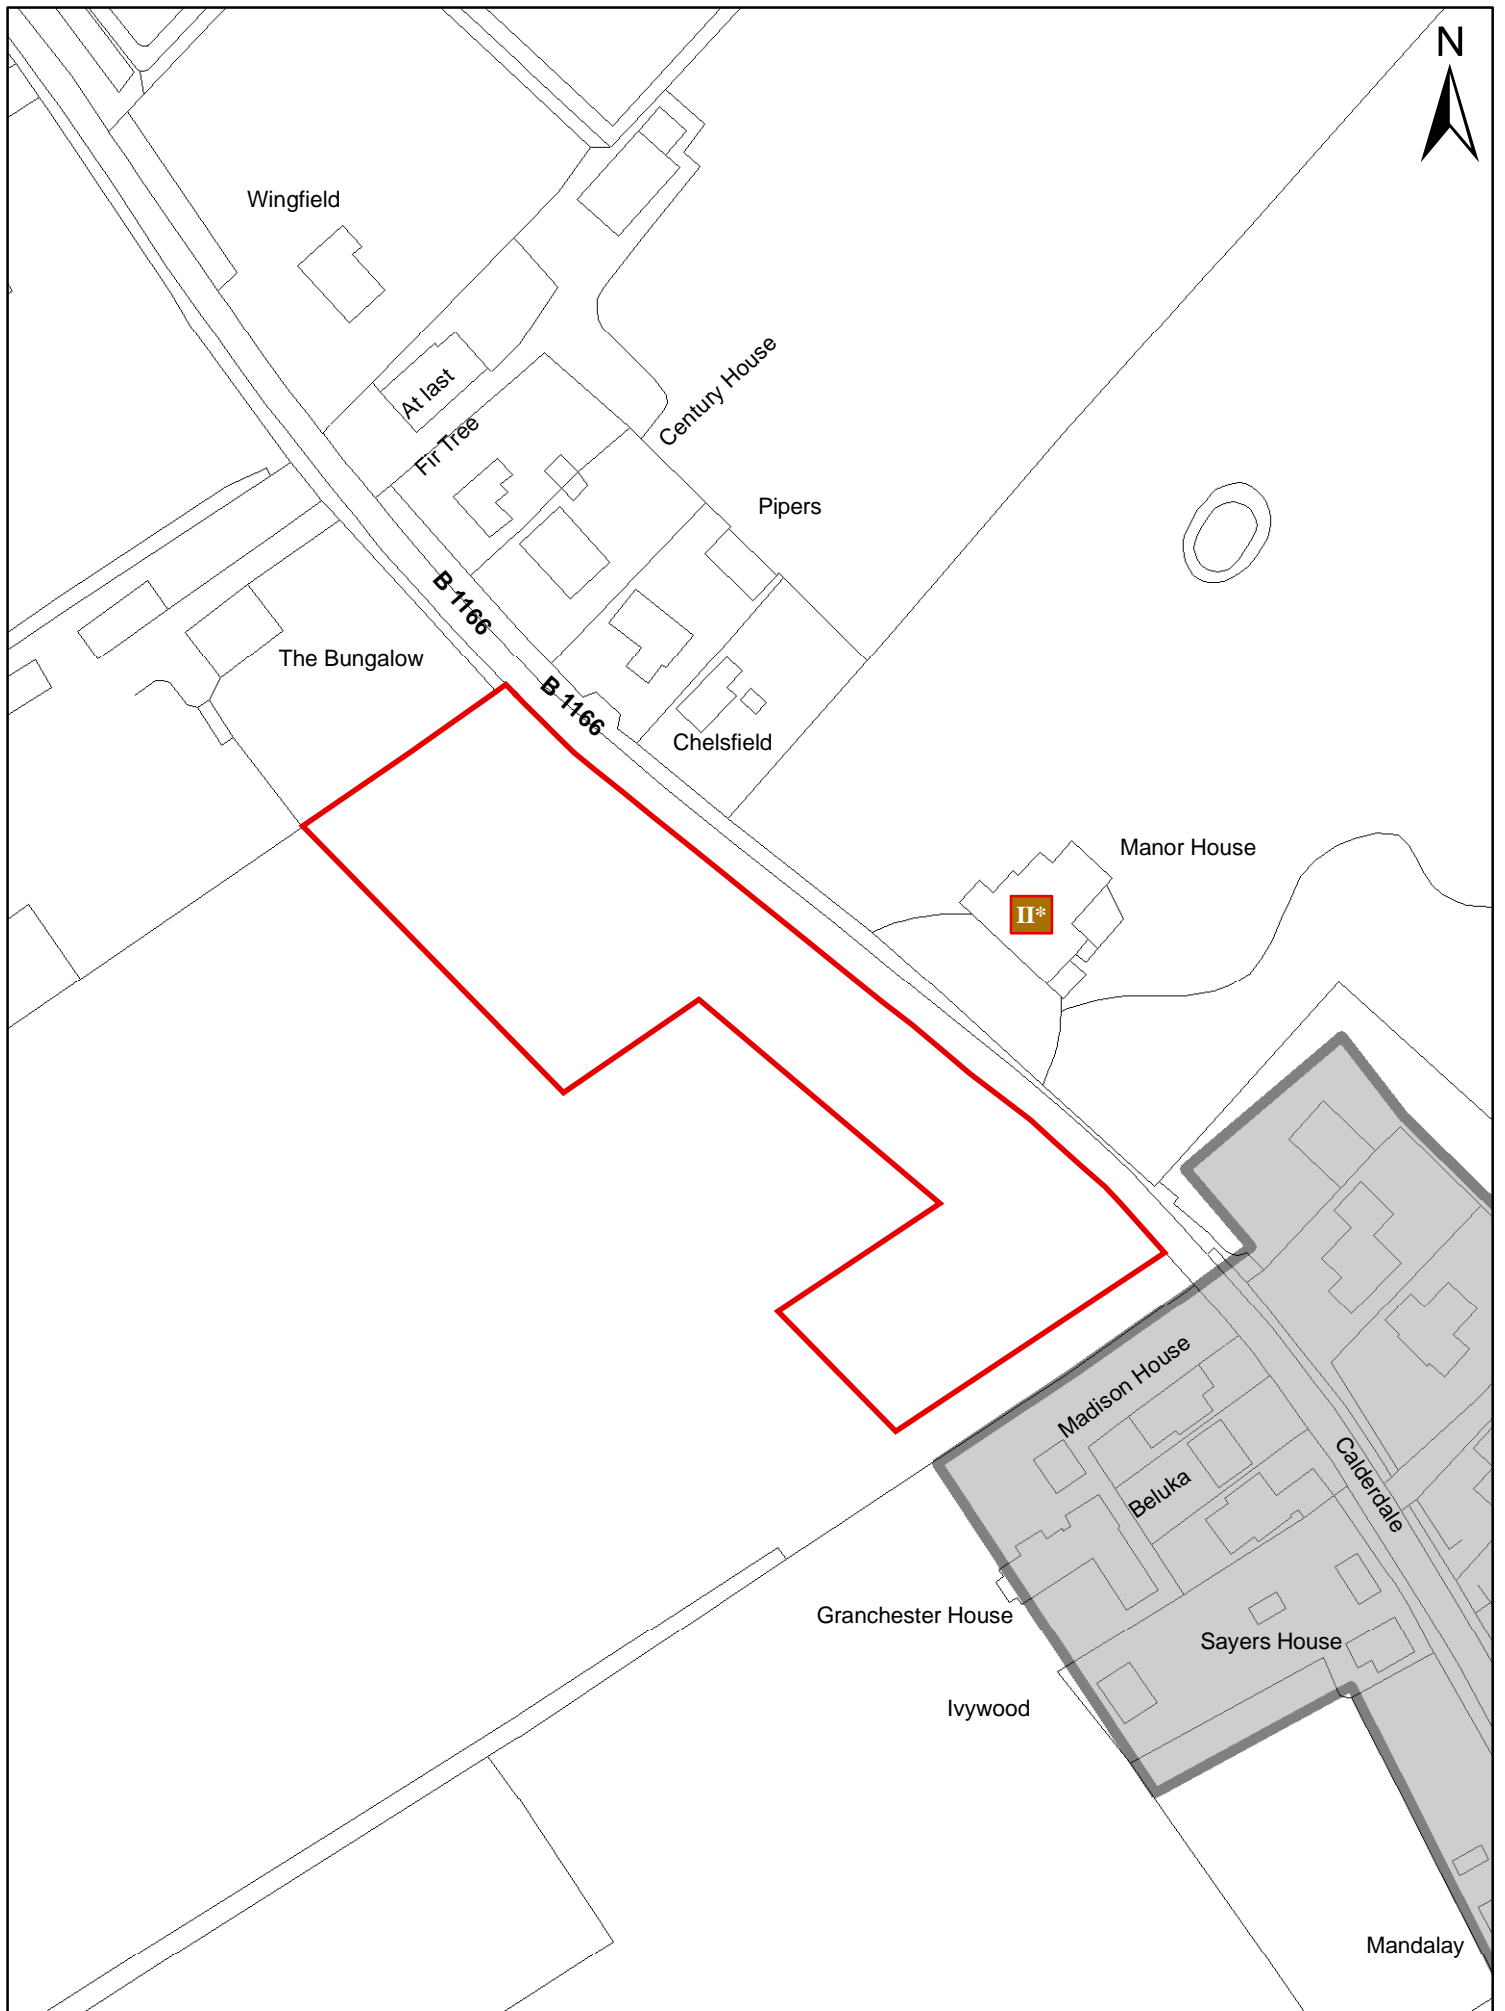 N
Wingfield
Century House
At last
Fir Tree
Pipers
B 1166
The Bungalow
B 1166
Chelsfield
Manor House
II*
Madison House
Calderdale
Beluka
Granchester House
Sayers House
Ivywood
Mandalay